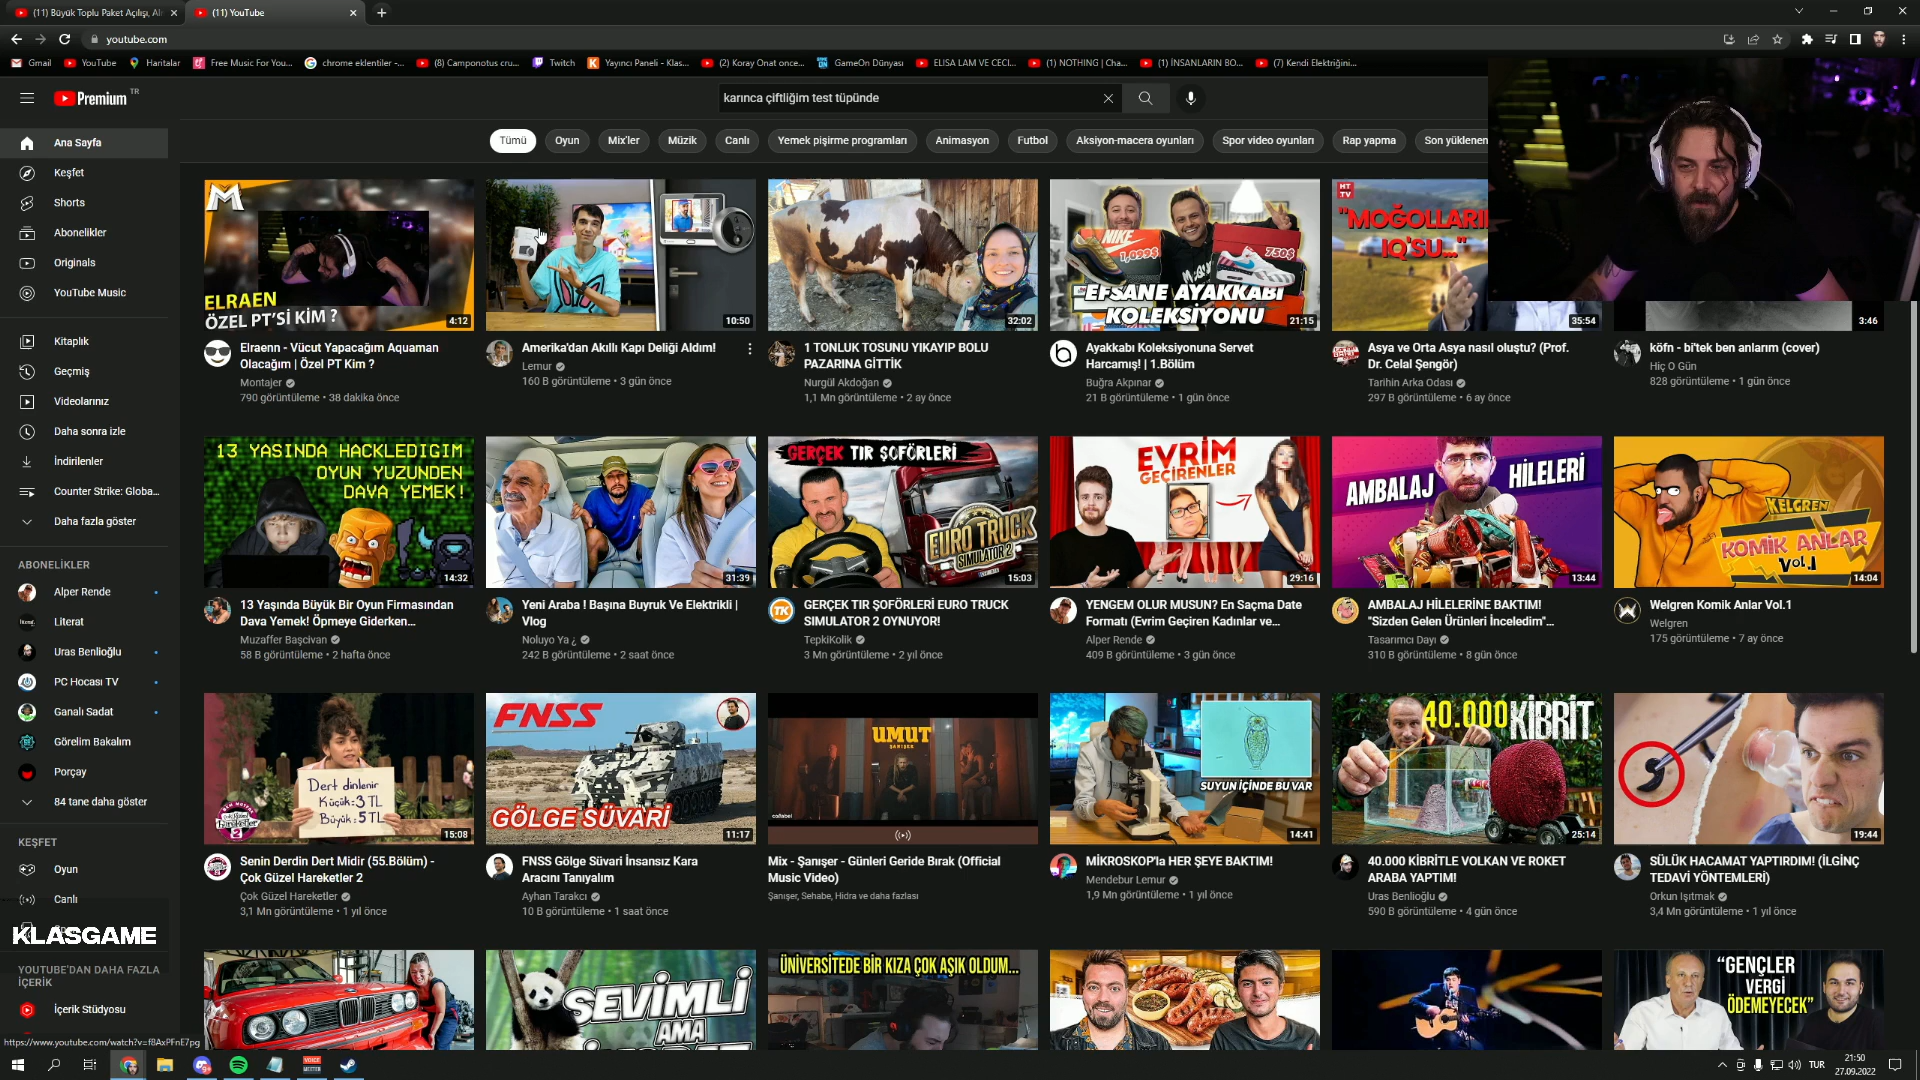 (11) Büyük Toplu Paket Açılışı, Al
(11) YouTube
youtube.com
Gmail
YouTube
Haritalar
Free Music For You...
chrome eklentiler -...
(8) Camponotus cru...
Twitch
Yayıncı Paneli - Klas...
(2) Koray Onat once...
GameOn Dünyası
ELISA LAM VE CECI...
(1) NOTHING | Cha...
(1) İNSANLARIN BO...
(7) Kendi Elektriğini...
Premium TR
karınca çiftliğim test tüpünde
Tümü
Oyun
Mix'ler
Müzik
Canlı
Yemek pişirme programları
Animasyon
Futbol
Aksiyon-macera oyunları
Spor video oyunları
Rap yapma
Son yüklenen
Ana Sayfa
Keşfet
Shorts
Abonelikler
Originals
YouTube Music
Kitaplık
Geçmiş
Videolarınız
Daha sonra izle
İndirilenler
Counter Strike: Globa...
Daha fazla göster
ABONELİKLER
Alper Rende
Literat
Uras Benlioğlu
PC Hocası TV
Ganalı Sadat
Görelim Bakalım
Porçay
84 tane daha göster
KEŞFET
Oyun
Canlı
KLASGAME
YOUTUBE'DAN DAHA FAZLA
İÇERİK
İçerik Stüdyosu
M
ELRAEN
ÖZEL PT'Sİ KİM ?
4:12
Elraenn - Vücut Yapacağım Aquaman
Olacağım | Özel PT Kim ?
Montajer
790 görüntüleme • 38 dakika önce
10:50
Amerika'dan Akıllı Kapı Deliği Aldım!
Lemur
160 B görüntüleme • 3 gün önce
32:02
1 TONLUK TOSUNU YIKAYIP BOLU
PAZARINA GİTTİK
Nurgül Akdoğan
1,1 Mn görüntüleme • 2 ay önce
NIKE
1,099$
750$
EFSANE AYAKKABI
KOLEKSİYONU
21:15
Ayakkabı Koleksiyonuna Servet
Harcamış! | 1.Bölüm
Buğra Akpınar
21 B görüntüleme • 1 gün önce
HT
TV
"MOĞOLLARIN
IQ'SU..."
35:54
Asya ve Orta Asya nasıl oluştu? (Prof.
Dr. Celal Şengör)
Tarihin Arka Odası
297 B görüntüleme • 6 ay önce
3:46
köfn - bi'tek ben anlarım (cover)
Hiç O Gün
828 görüntüleme • 1 gün önce
13 YASINDA HACKLEDIGIM
OYUN YUZUNDEN
DAVA YEMEK!
14:32
13 Yaşında Büyük Bir Oyun Firmasından
Dava Yemek! Öpmeye Giderken...
Muzaffer Başcivan
58 B görüntüleme • 2 hafta önce
31:39
Yeni Araba ! Başına Buyruk Ve Elektrikli |
Vlog
Noluyo Ya ¿
242 B görüntüleme • 2 saat önce
GERÇEK TIR ŞOFÖRLERİ
EURO TRUCK
SIMULATOR 2
15:03
GERÇEK TIR ŞOFÖRLERİ EURO TRUCK
SIMULATOR 2 OYNUYOR!
TepkiKolik
3 Mn görüntüleme • 2 yıl önce
EVRİM
GEÇİRENLER
29:16
YENGEM OLUR MUSUN? En Saçma Date
Formatı (Evrim Geçiren Kadınlar ve...
Alper Rende
409 B görüntüleme • 3 gün önce
AMBALAJ HİLELERİ
13:44
AMBALAJ HİLELERİNE BAKTIM!
"Sizden Gelen Ürünleri İnceledim"...
Tasarımcı Dayı
310 B görüntüleme • 8 gün önce
KELGREN
KOMİK ANLAR
Vol.1
14:04
Welgren Komik Anlar Vol.1
Welgren
175 görüntüleme • 7 ay önce
Dert dinlenir
Küçük:3 TL
Büyük:5 TL
15:08
Senin Derdin Dert Midir (55.Bölüm) -
Çok Güzel Hareketler 2
Çok Güzel Hareketler
3,1 Mn görüntüleme • 1 yıl önce
FNSS
GÖLGE SÜVARİ
11:17
FNSS Gölge Süvari İnsansız Kara
Aracını Tanıyalım
Ayhan Tarakcı
10 B görüntüleme • 1 saat önce
UMUT
ŞANIŞER
Mix - Şanışer - Günleri Geride Bırak (Official
Music Video)
Şanışer, Sehabe, Hidra ve daha fazlası
SUYUN İÇİNDE BU VAR
14:41
MİKROSKOP'la HER ŞEYE BAKTIM!
Mendebur Lemur
1,9 Mn görüntüleme • 1 yıl önce
40.000 KİBRİT
25:14
40.000 KİBRİTLE VOLKAN VE ROKET
ARABA YAPTIM!
Uras Benlioğlu
590 B görüntüleme • 4 gün önce
19:44
SÜLÜK HACAMAT YAPTIRDIM! (İLGİNÇ
TEDAVİ YÖNTEMLERİ)
Orkun Işıtmak
3,4 Mn görüntüleme • 1 yıl önce
SEVİMLİ
AMA
ÜNİVERSİTEDE BİR KIZA ÇOK AŞIK OLDUM...
"GENÇLER
VERGİ
ÖDEMEYECEK"
https://www.youtube.com/watch?v=f8AxPFnE7pg
TUR
21:50
27.09.2022